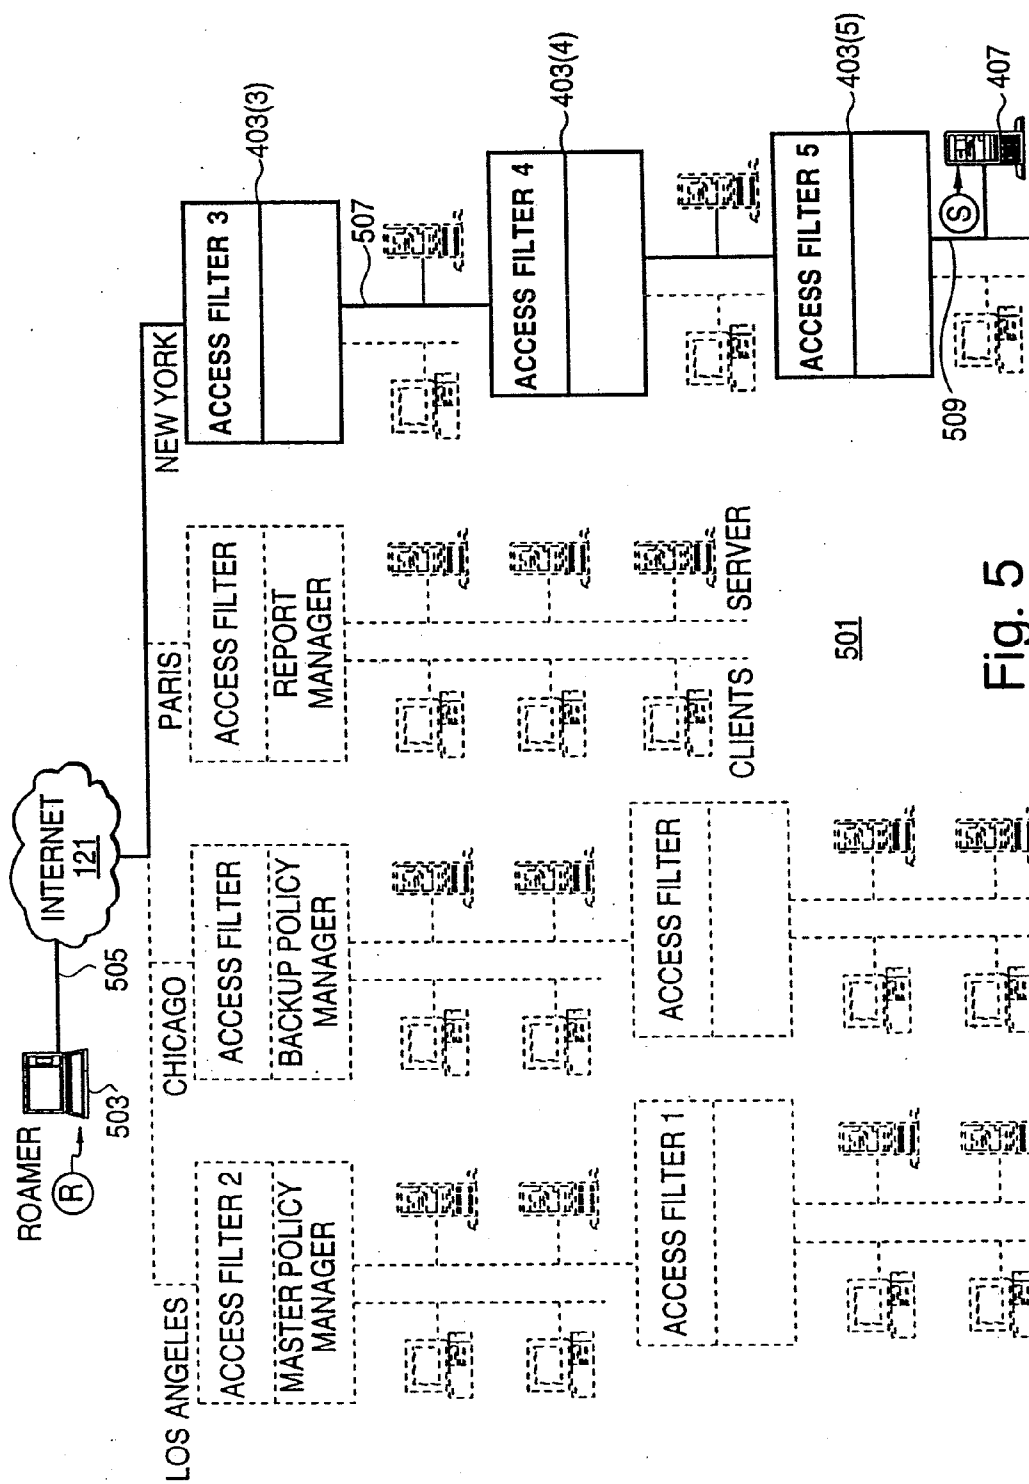 ROAMER
R
503
505
INTERNET
121
LOS ANGELES
CHICAGO
PARIS
NEW YORK
ACCESS FILTER 2
MASTER POLICY
MANAGER
ACCESS FILTER
BACKUP POLICY
MANAGER
ACCESS FILTER
REPORT
MANAGER
ACCESS FILTER 3
403(3)
507
ACCESS FILTER 4
403(4)
ACCESS FILTER 1
ACCESS FILTER
CLIENTS
SERVER
ACCESS FILTER 5
403(5)
509
S
407
501
Fig. 5